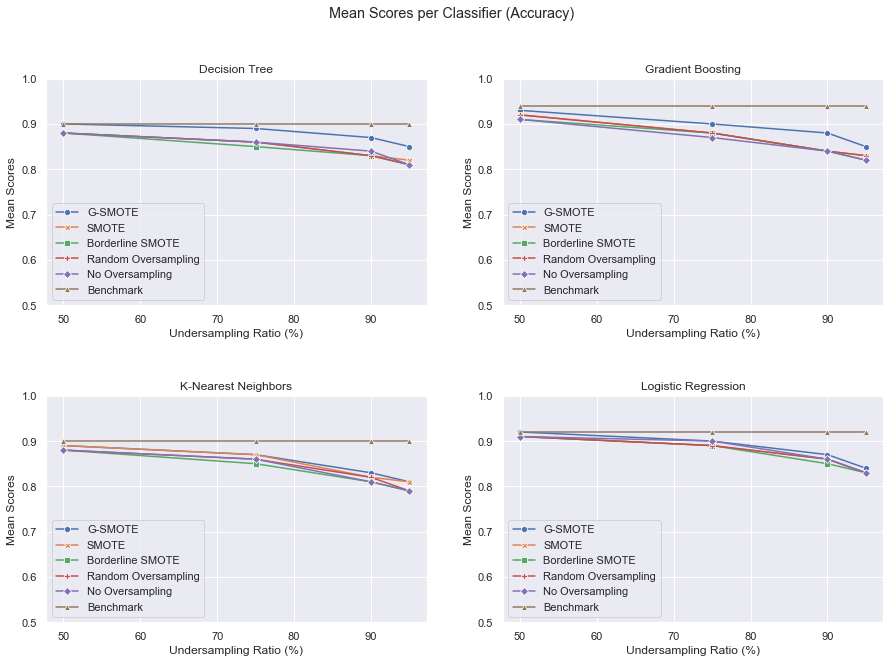 Mean Scores per Classifier (Accuracy)
Decision Tree
1.0
0.9
0.8
0.7
0.6
0.5
Mean Scores
G-SMOTE
SMOTE
Borderline SMOTE
Random Oversampling
No Oversampling
Benchmark
50 60 70 80 90
Undersampling Ratio (%)
Gradient Boosting
1.0
0.9
0.8
0.7
0.6
0.5
Mean Scores
G-SMOTE
SMOTE
Borderline SMOTE
Random Oversampling
No Oversampling
Benchmark
50 60 70 80 90
Undersampling Ratio (%)
K-Nearest Neighbors
1.0
0.9
0.8
0.7
0.6
0.5
Mean Scores
G-SMOTE
SMOTE
Borderline SMOTE
Random Oversampling
No Oversampling
Benchmark
50 60 70 80 90
Undersampling Ratio (%)
Logistic Regression
1.0
0.9
0.8
0.7
0.6
0.5
Mean Scores
G-SMOTE
SMOTE
Borderline SMOTE
Random Oversampling
No Oversampling
Benchmark
50 60 70 80 90
Undersampling Ratio (%)